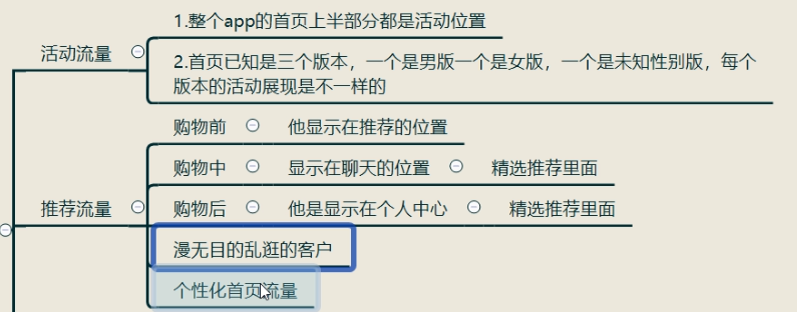 1.整个app的首页上半部分都是活动位置
活动流量
2.首页已知是三个版本，一个是男版一个是女版，一个是未知性别版，每个
版本的活动展现是不一样的
购物前 他显示在推荐的位置
购物中 显示在聊天的位置 精选推荐里面
推荐流量 购物后 他是显示在个人中心 精选推荐里面
漫无目的乱逛的客户
个性化首页流量